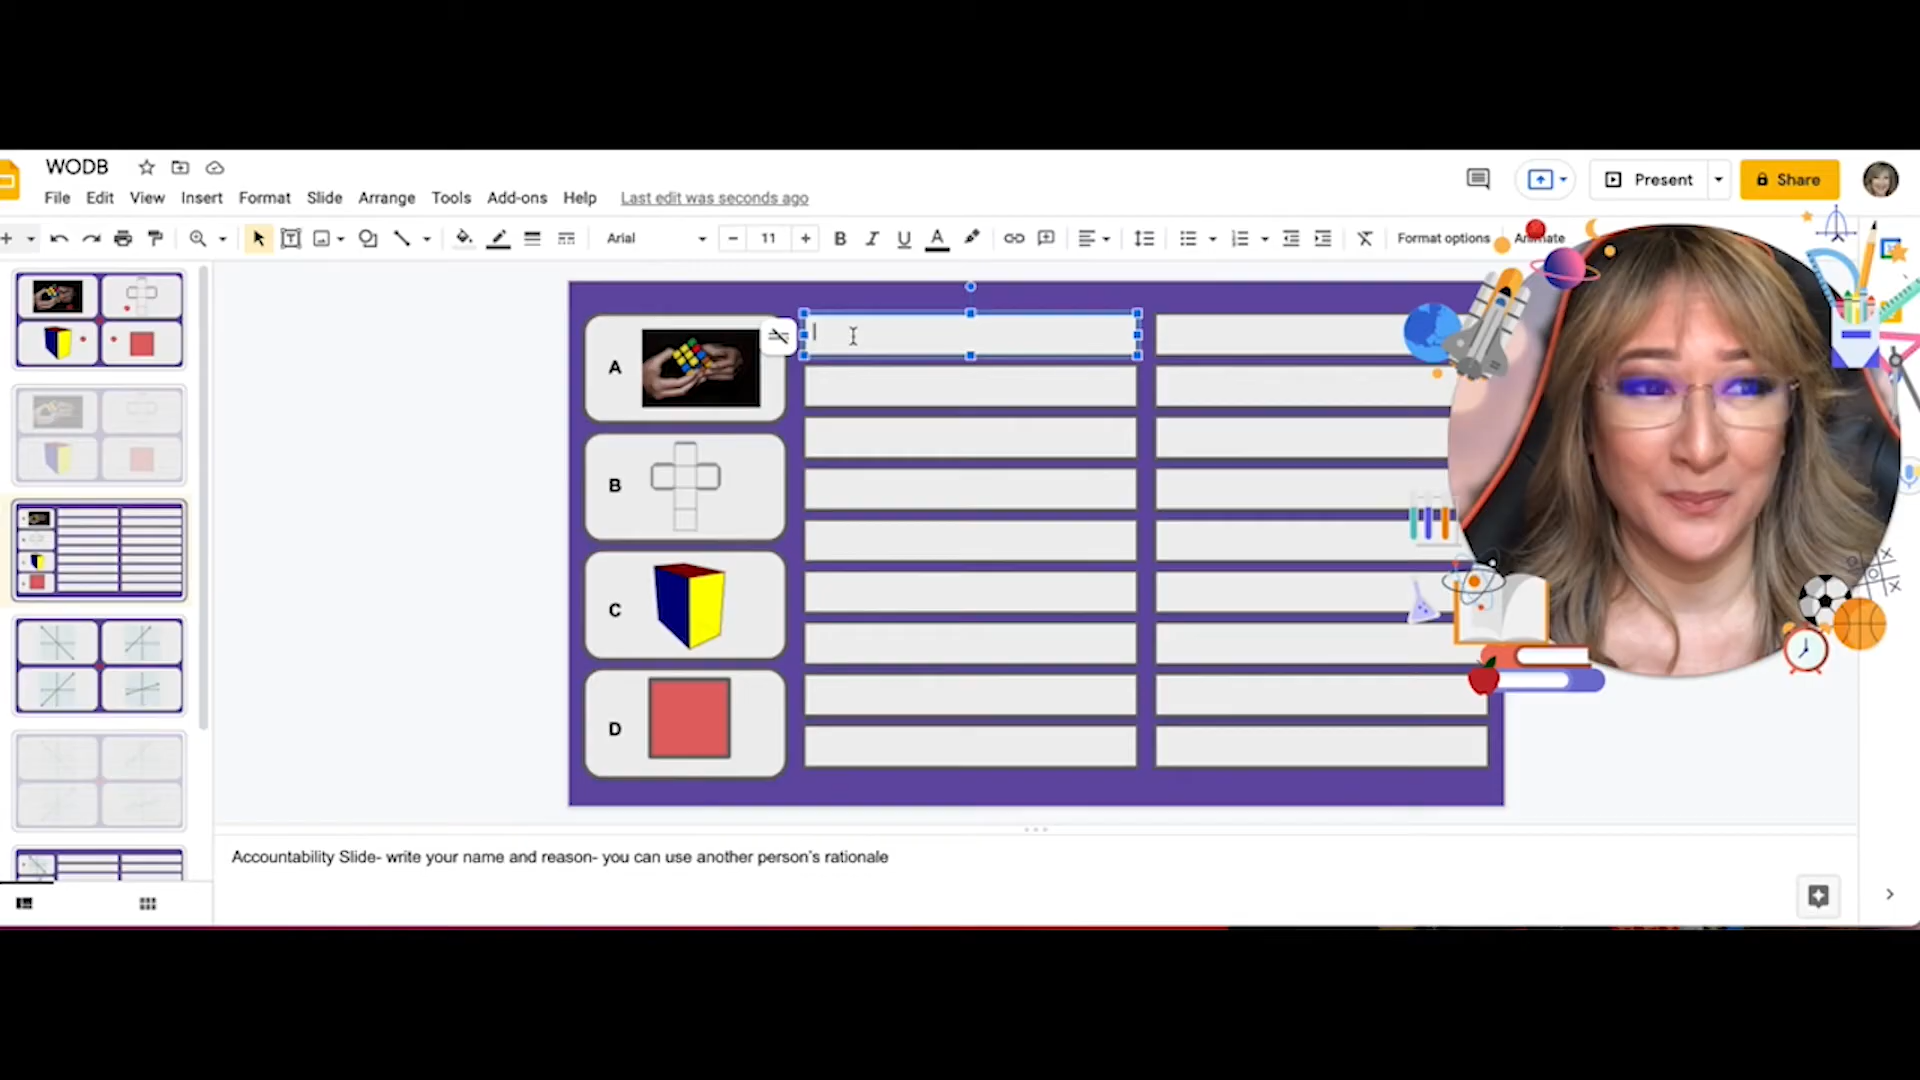 WODB
File Edit View Insert Format Slide Arrange Tools Add-ons Help Last edit was seconds ago
Present
Share
Arial
11
B I U A
Format options
Animate
A
B
C
D
Accountability Slide- write your name and reason- you can use another person's rationale